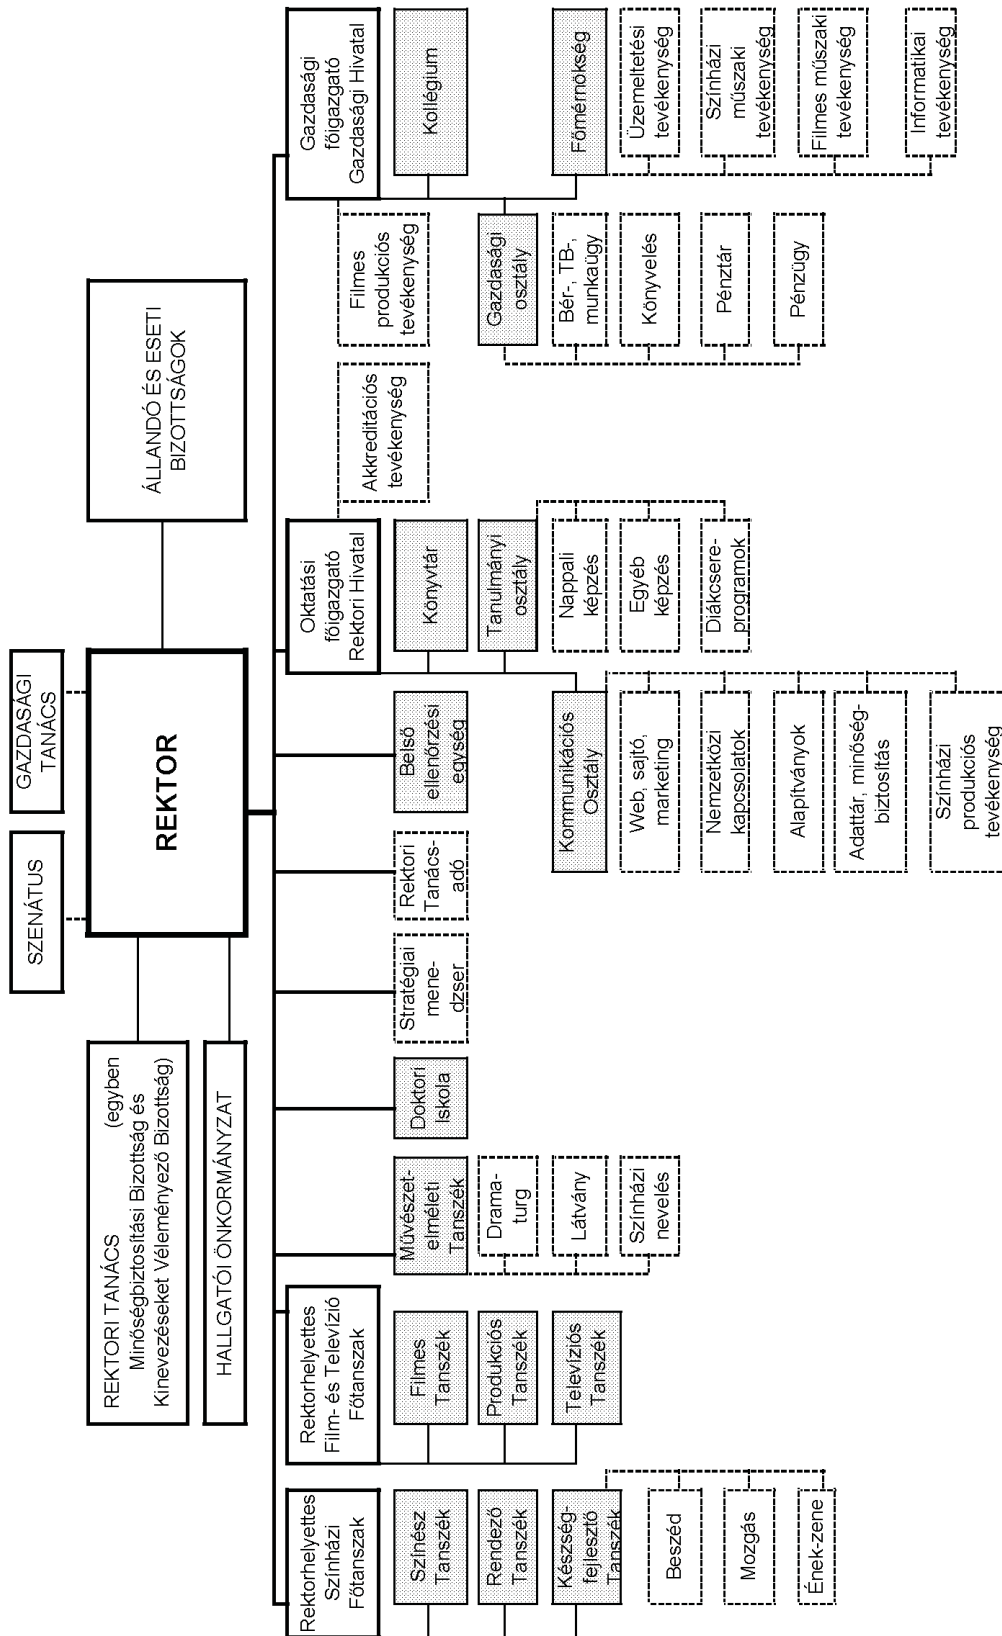 SZENÁTUS
GAZDASÁGI
TANÁCS
REKTORI TANÁCS (egyben
Minőségbiztosítási Bizottság és
Kinevezéseket Véleményező Bizottság)
HALLGATÓI ÖNKORMÁNYZAT
REKTOR
ÁLLANDÓ ÉS ESETI
BIZOTTSÁGOK
Rektorhelyettes
Színházi
Főtanszak
Színész
Tanszék
Rendező
Tanszék
Készség-
fejlesztő
Tanszék
Beszéd
Mozgás
Ének-zene
Rektorhelyettes
Film- és Televízió
Főtanszak
Filmes
Tanszék
Produkciós
Tanszék
Televíziós
Tanszék
Művészet-
elméleti
Tanszék
Drama-
turg
Látvány
Színházi
nevelés
Doktori
Iskola
Stratégiai
mene-
dzser
Rektori
Tanács-
adó
Belső
ellenőrzési
egység
Oktatási
főigazgató
Rektori Hivatal
Akkreditációs
tevékenység
Könyvtár
Tanulmányi
osztály
Nappali
képzés
Egyéb
képzés
Diákcsere-
programok
Kommunikációs
Osztály
Web, sajtó,
marketing
Nemzetközi
kapcsolatok
Alapítványok
Adattár, minőség-
biztosítás
Színházi
produkciós
tevékenység
Gazdasági
főigazgató
Gazdasági Hivatal
Filmes
produkciós
tevékenység
Kollégium
Gazdasági
osztály
Bér-, TB-,
munkaügy
Könyvelés
Pénztár
Pénzügy
Főmérnökség
Üzemeltetési
tevékenység
Színházi
műszaki
tevékenység
Filmes műszaki
tevékenység
Informatikai
tevékenység